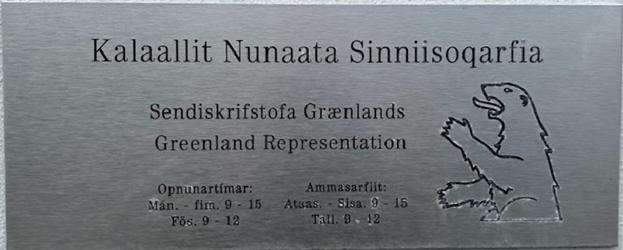 Kalaallit Nunaata Sinniisoqarfia
Sendiskrifstofa Grænlands
Greenland Representation
Opnunartímar:
Mán. - fim. 9 - 15
Fös. 9 - 12
Ammasarfiit:
Ataas. - Sisa. 9 - 15
Tall. 9 - 12